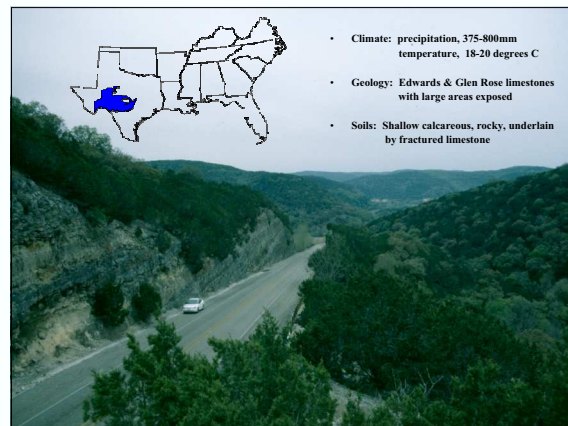 • Climate: precipitation, 375-800mm
temperature, 18-20 degrees C
• Geology: Edwards & Glen Rose limestones
with large areas exposed
• Soils: Shallow calcareous, rocky, underlain
by fractured limestone